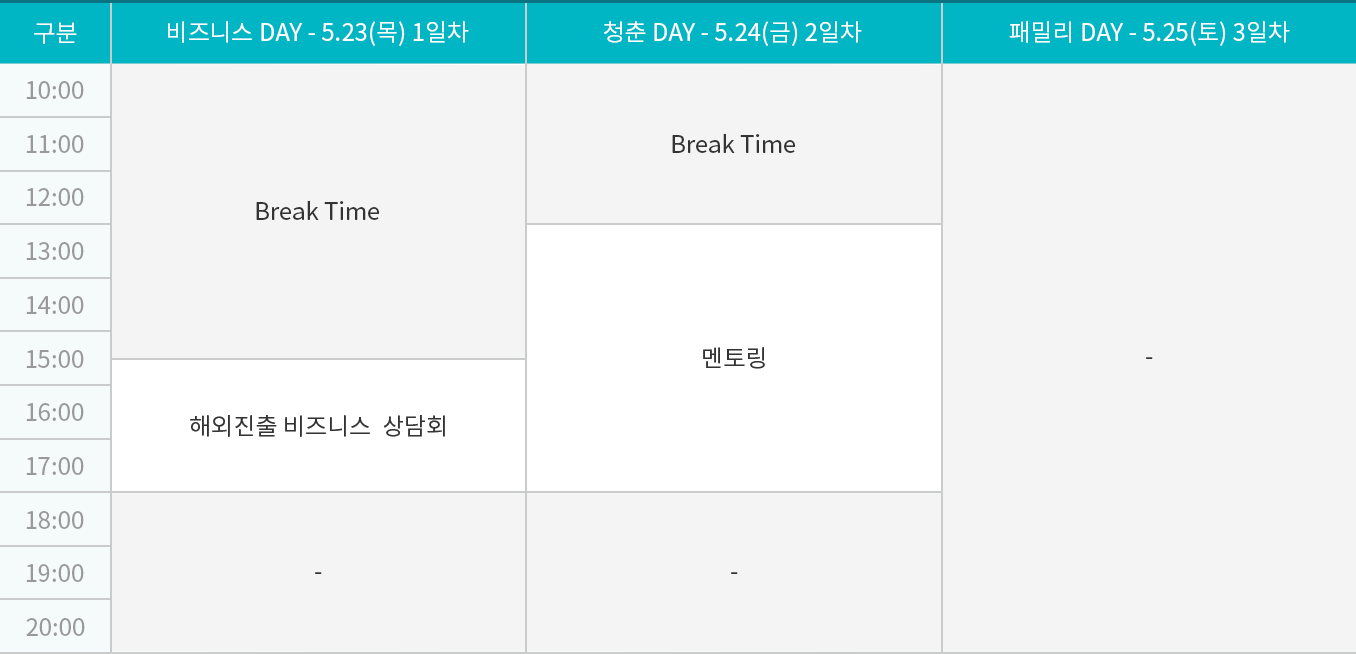 구분 비즈니스 DAY - 5.23(목) 1일차 청춘 DAY - 5.24(금) 2일차 패밀리 DAY - 5.25(토) 3일차
10:00
11:00 Break Time
12:00
Break Time
13:00
14:00
15:00 멘토링 -
16:00
해외진출 비즈니스 상담회
17:00
18:00
19:00 - -
20:00